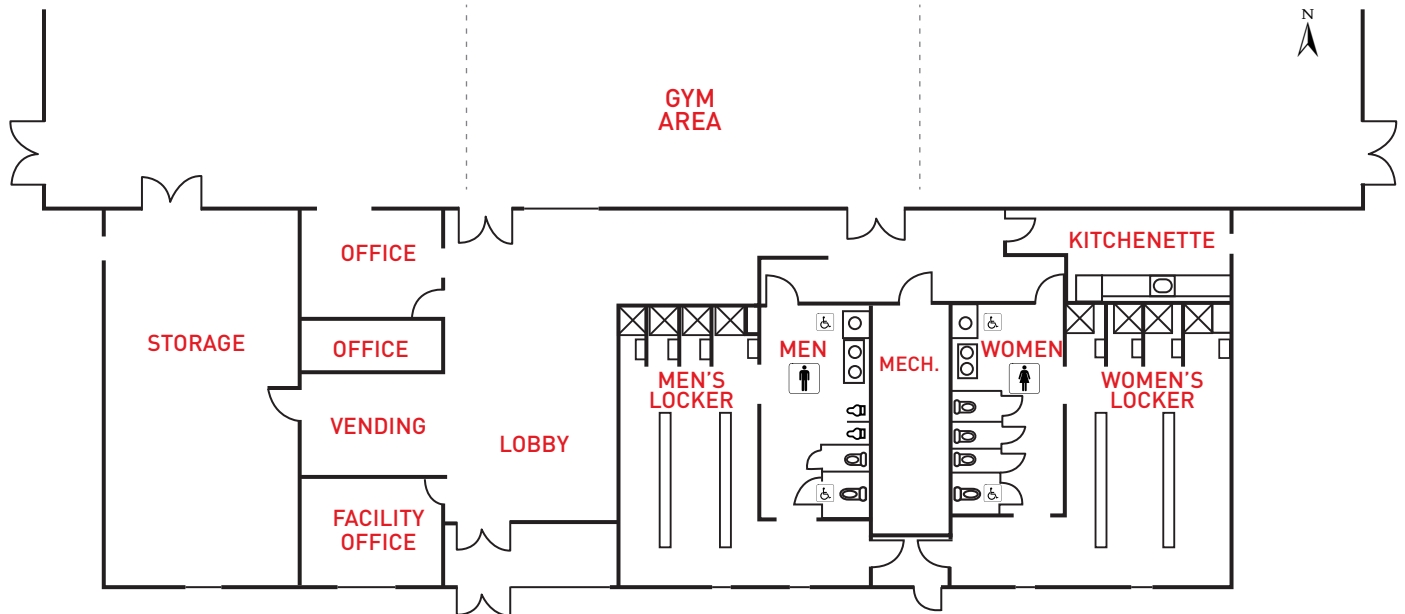 N
GYM
AREA
OFFICE
KITCHENETTE
STORAGE
OFFICE
MEN
MECH.
WOMEN
MEN'S
LOCKER
WOMEN'S
LOCKER
VENDING
LOBBY
FACILITY
OFFICE